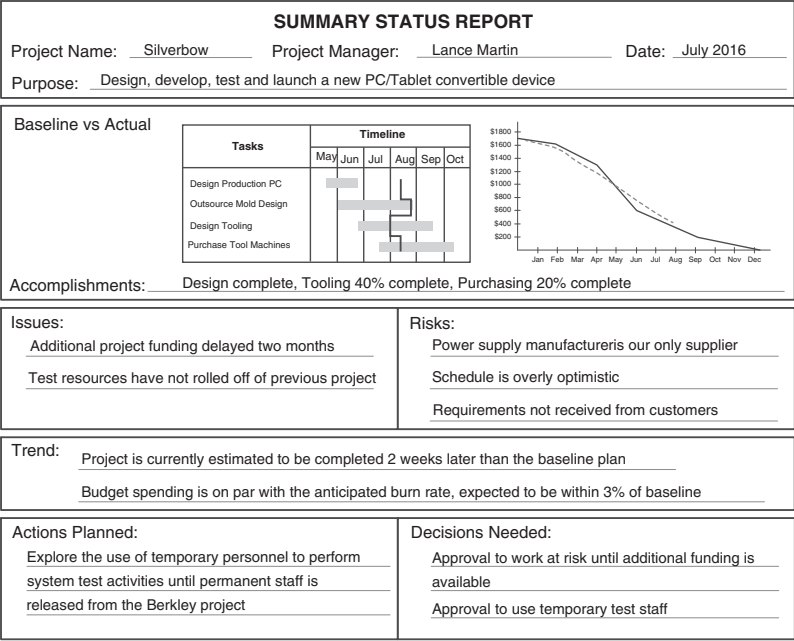 SUMMARY STATUS REPORT
Project Name: Silverbow Project Manager: Lance Martin Date: July 2016
Purpose: Design, develop, test and launch a new PC/Tablet convertible device
Baseline vs Actual
Tasks
Timeline
May Jun Jul Aug Sep Oct
Design Production PC
Outsource Mold Design
Design Tooling
Purchase Tool Machines
$1800
$1600
$1400
$1200
$1000
$800
$600
$400
$200
Jan Feb Mar Apr May Jun Jul Aug Sep Oct Nov Dec
Accomplishments: Design complete, Tooling 40% complete, Purchasing 20% complete
Issues:
Additional project funding delayed two months
Test resources have not rolled off of previous project
Risks:
Power supply manufactureris our only supplier
Schedule is overly optimistic
Requirements not received from customers
Trend:
Project is currently estimated to be completed 2 weeks later than the baseline plan
Budget spending is on par with the anticipated burn rate, expected to be within 3% of baseline
Actions Planned:
Explore the use of temporary personnel to perform
system test activities until permanent staff is
released from the Berkley project
Decisions Needed:
Approval to work at risk until additional funding is
available
Approval to use temporary test staff